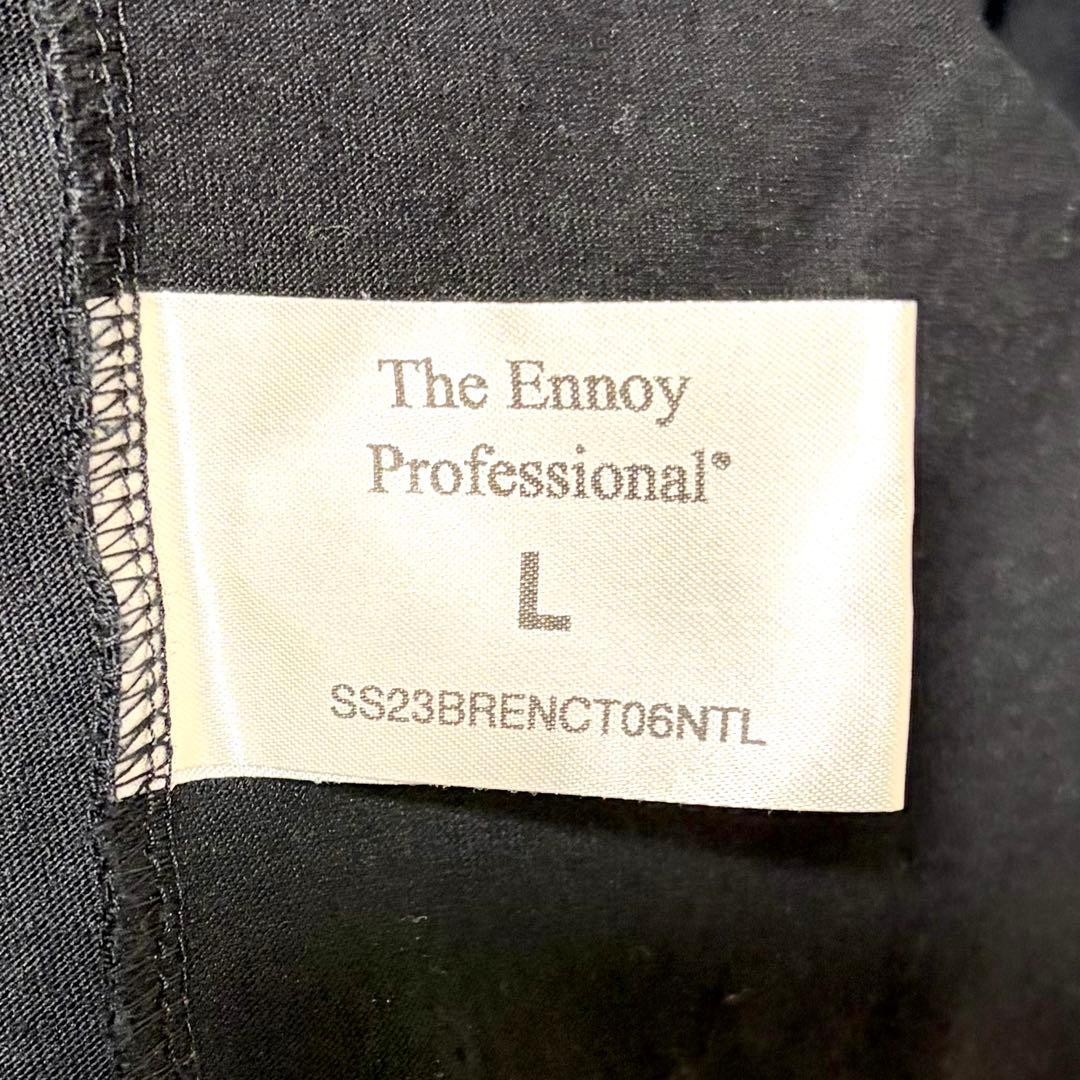 The Ennoy
Professional®
L
SS23BRENCT06NTL